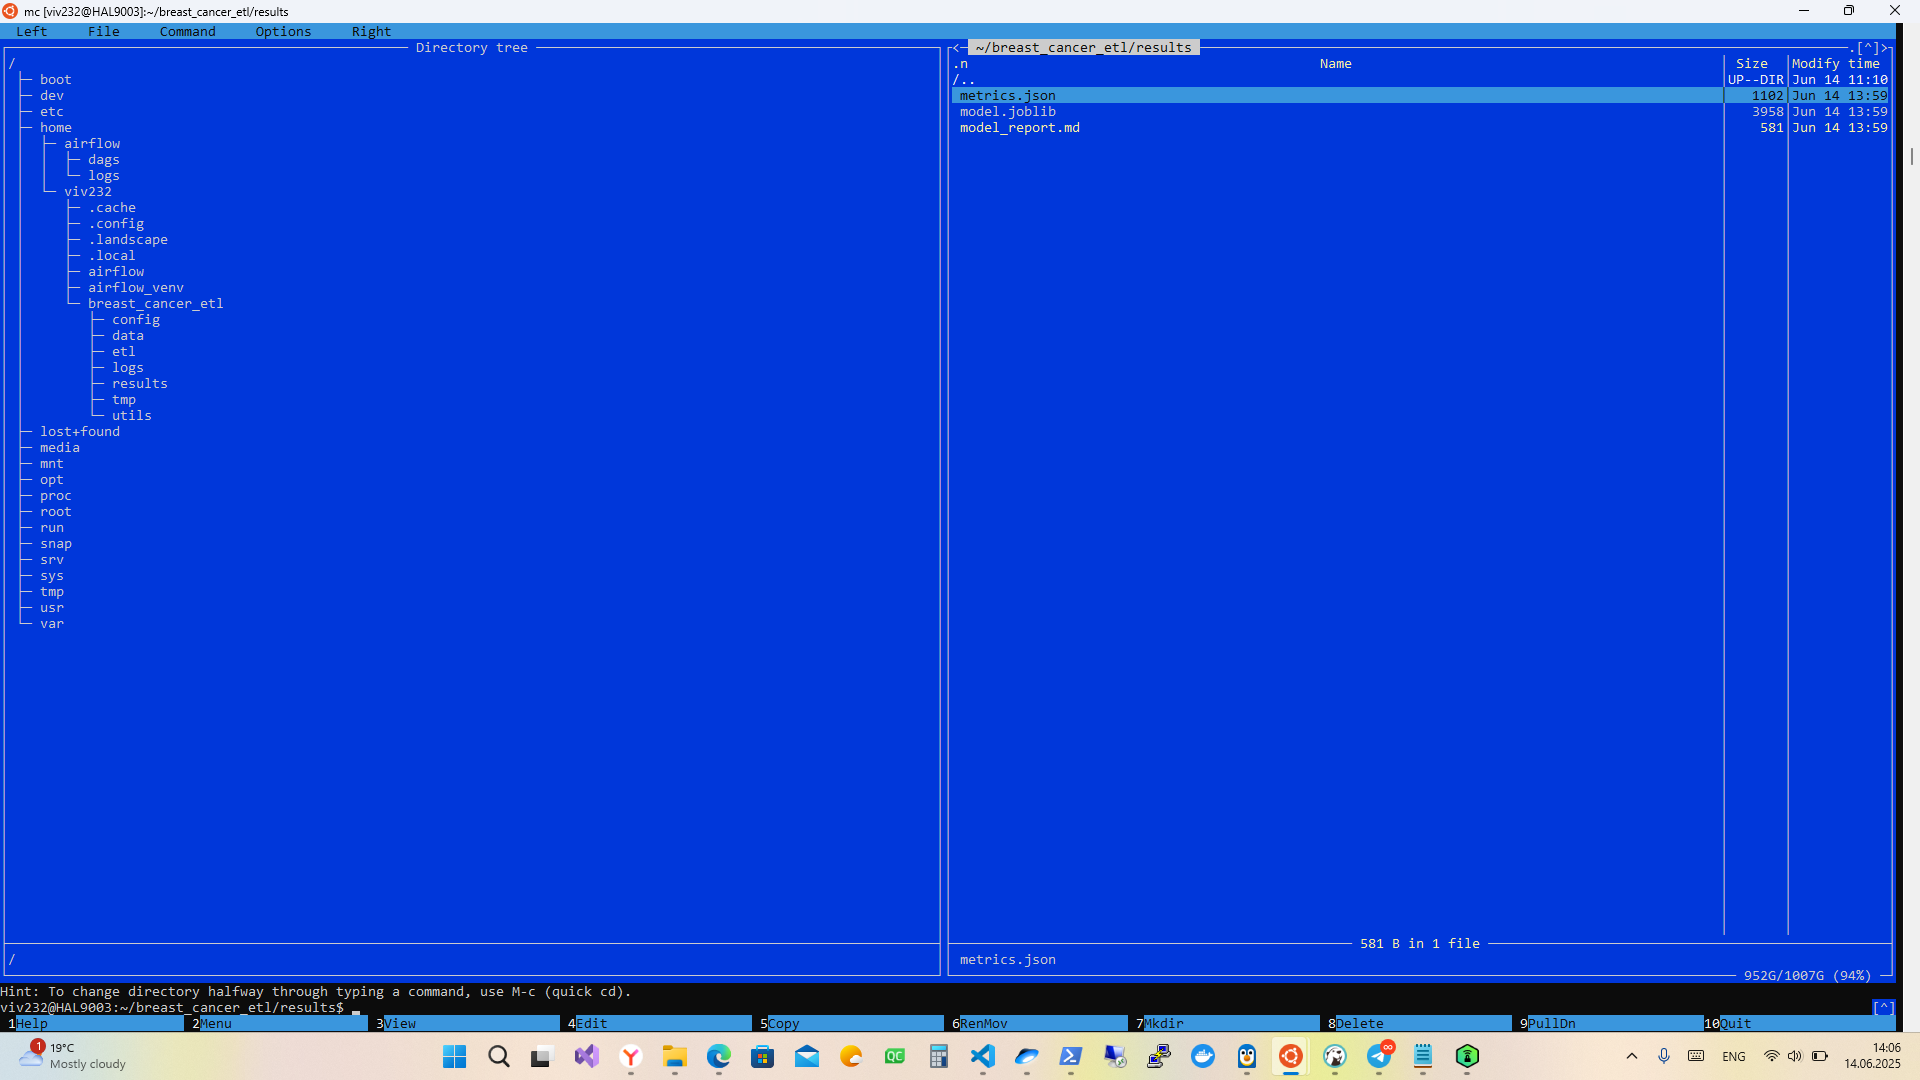 mc [viv232@HAL9003]:~/breast_cancer_etl/results
Left File Command Options Right
Directory tree
/
boot
dev
etc
home
airflow
dags
logs
viv232
.cache
.config
.landscape
.local
airflow
airflow_venv
breast_cancer_etl
config
data
etl
logs
results
tmp
utils
lost+found
media
mnt
opt
proc
root
run
snap
srv
sys
tmp
usr
var
/
<─ ~/breast_cancer_etl/results ─.[^]>
.n Name Size Modify time
/.. UP--DIR Jun 14 11:10
metrics.json 1102 Jun 14 13:59
model.joblib 3958 Jun 14 13:59
model_report.md 581 Jun 14 13:59
581 B in 1 file
metrics.json
952G/1007G (94%)
Hint: To change directory halfway through typing a command, use M-c (quick cd).
viv232@HAL9003:~/breast_cancer_etl/results$ _ [^]
1Help 2Menu 3View 4Edit 5Copy 6RenMov 7Mkdir 8Delete 9PullDn 10Quit
1
19°C
Mostly cloudy
QC
ENG
14:06
14.06.2025